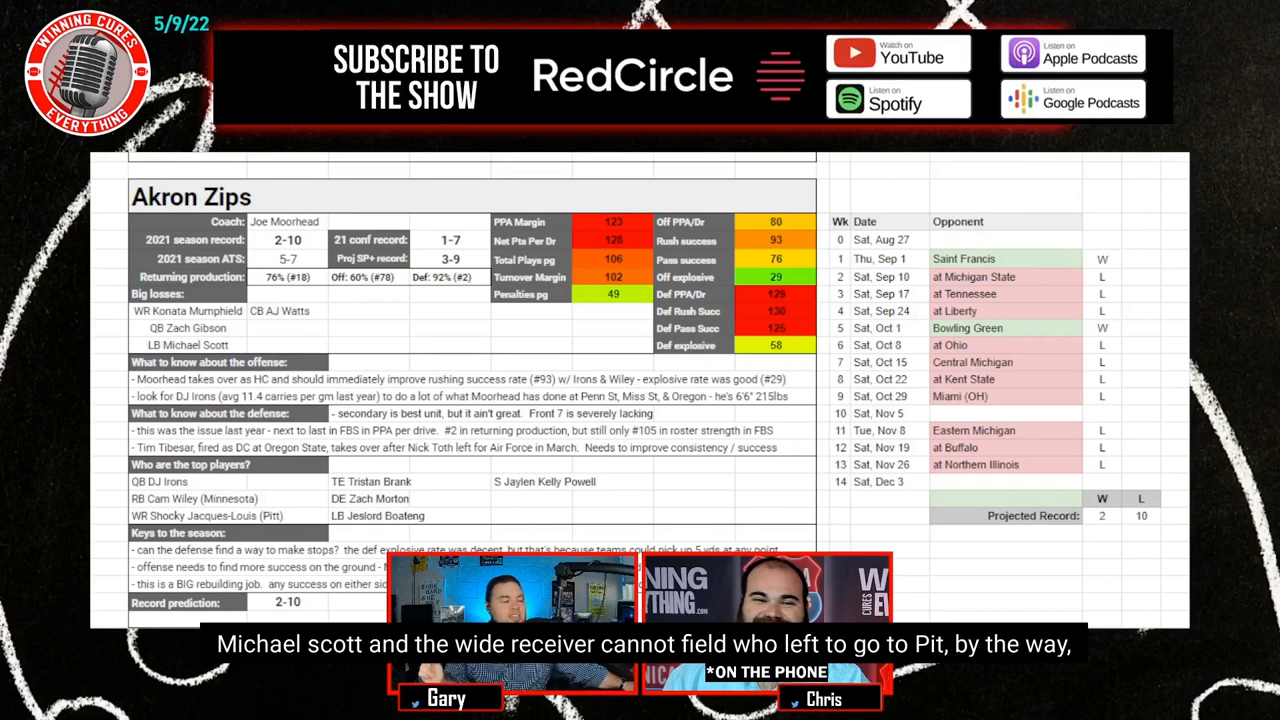 5/9/22
WINNING CURES
EVERYTHING
SUBSCRIBE TO
THE SHOW
RedCircle
Watch on
YouTube
Listen on
Apple Podcasts
Listen on
Spotify
Listen on
Google Podcasts
Akron Zips
Coach: Joe Moorhead PPA Margin 123 Off PPA/Dr 80
2021 season record: 2-10 21 conf record: 1-7 Net Pts Per Dr 128 Rush success 93
2021 season ATS: 5-7 Proj SP+ record: 3-9 Total Plays pg 106 Pass success 76
Returning production: 76% (#18) Off: 60% (#78) Def: 92% (#2) Turnover Margin 102 Off explosive 29
Big losses: Penalties pg 49 Def PPA/Dr 129
WR Konata Mumphield CB AJ Watts Def Rush Succ 130
QB Zach Gibson Def Pass Succ 125
LB Michael Scott Def explosive 58
What to know about the offense:
- Moorhead takes over as HC and should immediately improve rushing success rate (#93) w/ Irons & Wiley - explosive rate was good (#29)
- look for DJ Irons (avg 11.4 carries per gm last year) to do a lot of what Moorhead has done at Penn St, Miss St, & Oregon - he's 6'6" 215lbs
What to know about the defense: - secondary is best unit, but it ain't great. Front 7 is severely lacking
- this was the issue last year - next to last in FBS in PPA per drive. #2 in returning production, but still only #105 in roster strength in FBS
- Tim Tibesar, fired as DC at Oregon State, takes over after Nick Toth left for Air Force in March. Needs to improve consistency / success
Who are the top players?
QB DJ Irons TE Tristan Brank S Jaylen Kelly Powell
RB Cam Wiley (Minnesota) DE Zach Morton
WR Shocky Jacques-Louis (Pitt) LB Jeslord Boateng
Keys to the season:
- can the defense find a way to make stops? the def explosive rate was decent, but that's because teams could pick up 5 yds at any point
- offense needs to find more success on the ground -
- this is a BIG rebuilding job. any success on either
Record prediction: 2-10
Wk Date Opponent
0 Sat, Aug 27
1 Thu, Sep 1 Saint Francis W
2 Sat, Sep 10 at Michigan State L
3 Sat, Sep 17 at Tennessee L
4 Sat, Sep 24 at Liberty L
5 Sat, Oct 1 Bowling Green W
6 Sat, Oct 8 at Ohio L
7 Sat, Oct 15 Central Michigan L
8 Sat, Oct 22 at Kent State L
9 Sat, Oct 29 Miami (OH) L
10 Sat, Nov 5
11 Tue, Nov 8 Eastern Michigan L
12 Sat, Nov 19 at Buffalo L
13 Sat, Nov 26 at Northern Illinois L
14 Sat, Dec 3
W L
Projected Record: 2 10
NING
YTHING
.COM
W
CURES
EV
Michael scott and the wide receiver cannot field who left to go to Pit, by the way,
*ON THE PHONE
Gary
Chris